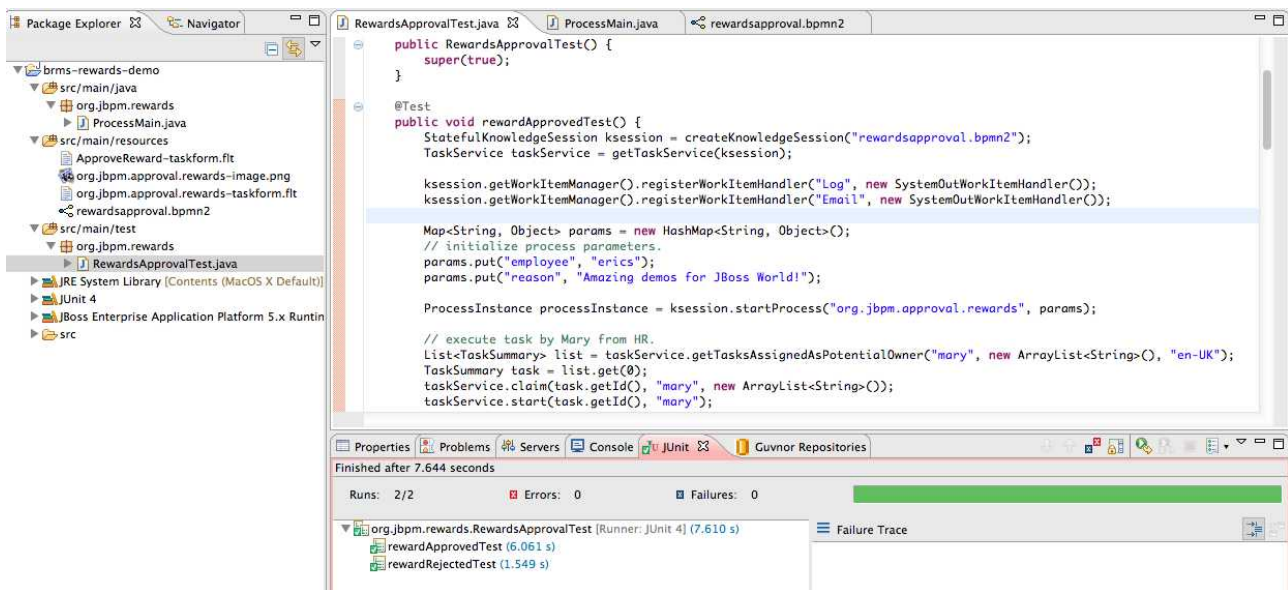 Package Explorer
Navigator
brms-rewards-demo
src/main/java
org.jbpm.rewards
ProcessMain.java
src/main/resources
ApproveReward-taskform.flt
org.jbpm.approval.rewards-image.png
org.jbpm.approval.rewards-taskform.flt
rewardsapproval.bpmn2
src/main/test
org.jbpm.rewards
RewardsApprovalTest.java
JRE System Library [Contents (MacOS X Default)]
JUnit 4
JBoss Enterprise Application Platform 5.x Runtin
src
RewardsApprovalTest.java
ProcessMain.java
rewardsapproval.bpmn2
public RewardsApprovalTest() {
super(true);
}
@Test
public void rewardApprovedTest() {
StatefulKnowledgeSession ksession = createKnowledgeSession("rewardsapproval.bpmn2");
TaskService taskService = getTaskService(ksession);
ksession.getWorkItemManager().registerWorkItemHandler("Log", new SystemOutWorkItemHandler());
ksession.getWorkItemManager().registerWorkItemHandler("Email", new SystemOutWorkItemHandler());
Map<String, Object> params = new HashMap<String, Object>();
// initialize process parameters.
params.put("employee", "erics");
params.put("reason", "Amazing demos for JBoss World!");
ProcessInstance processInstance = ksession.startProcess("org.jbpm.approval.rewards", params);
// execute task by Mary from HR.
List<TaskSummary> list = taskService.getTasksAssignedAsPotentialOwner("mary", new ArrayList<String>(), "en-UK");
TaskSummary task = list.get(0);
taskService.claim(task.getId(), "mary", new ArrayList<String>());
taskService.start(task.getId(), "mary");
Properties
Problems
Servers
Console
JUnit
Guvnor Repositories
Finished after 7.644 seconds
Runs: 2/2
Errors: 0
Failures: 0
org.jbpm.rewards.RewardsApprovalTest [Runner: JUnit 4] (7.610 s)
rewardApprovedTest (6.061 s)
rewardRejectedTest (1.549 s)
Failure Trace